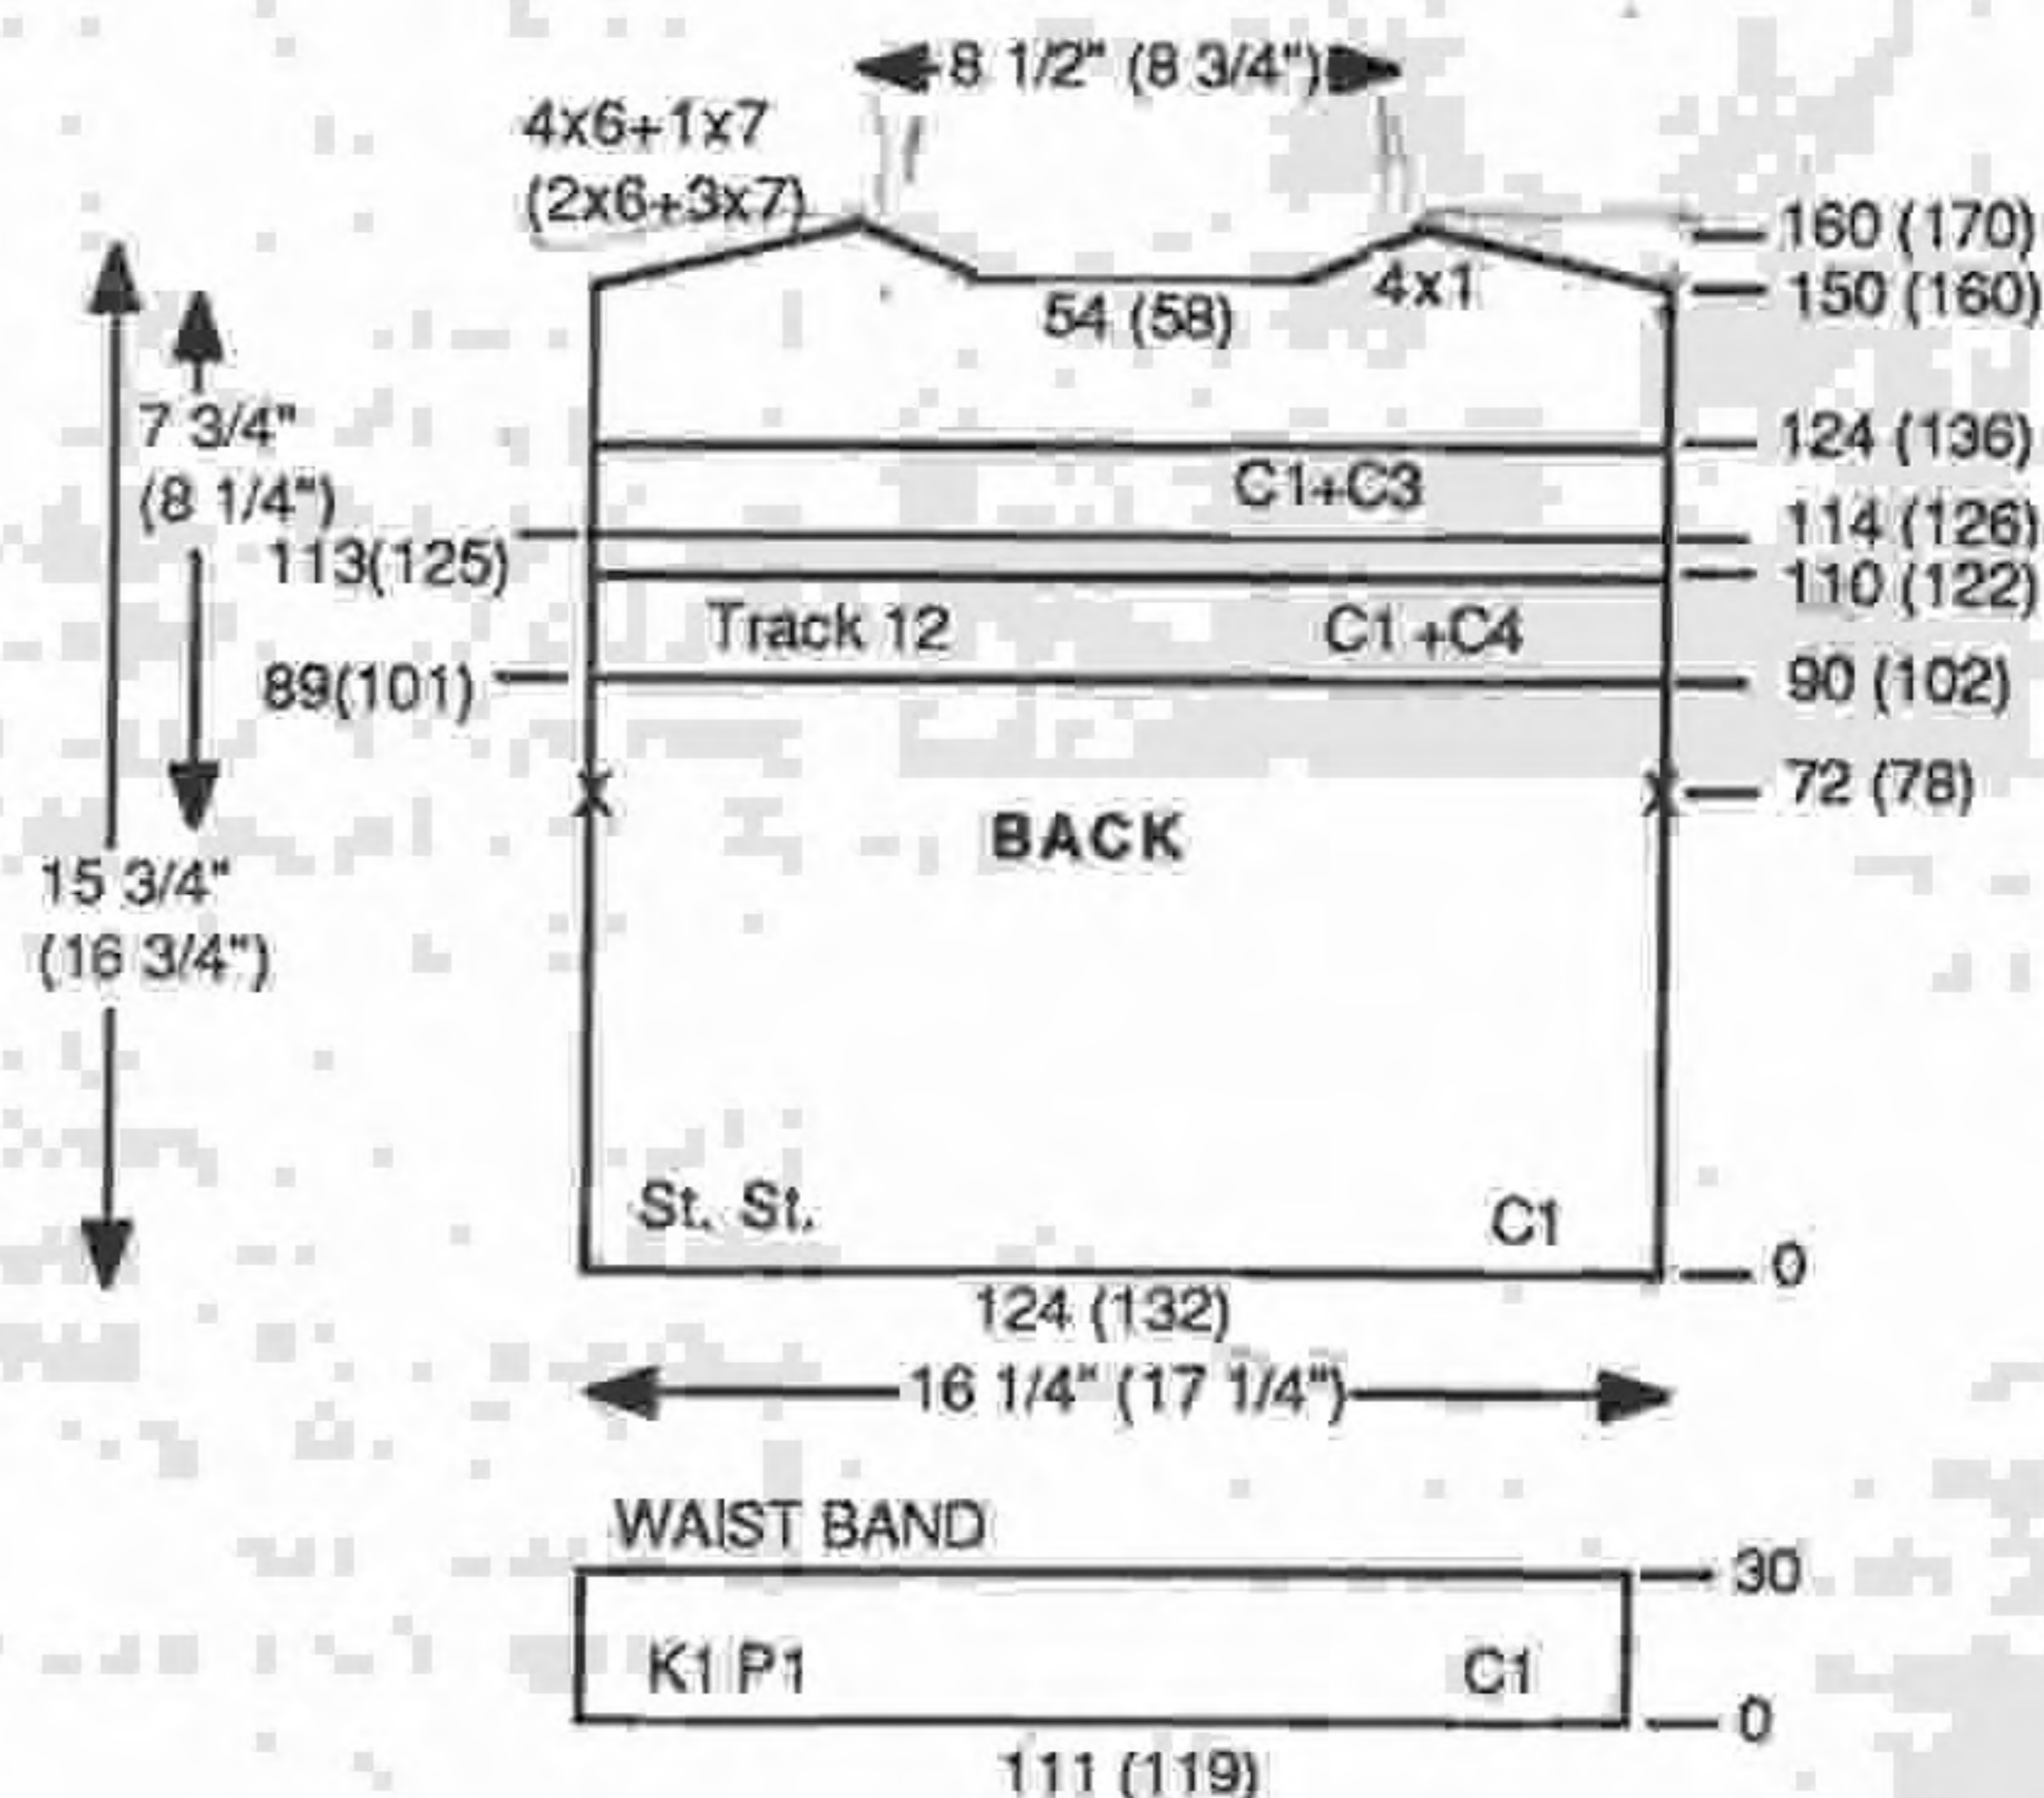 8 1/2" (8 3/4")
4x6+1x7
(2x6+3x7)
160 (170)
150 (160)
4x1
54 (58)
7 3/4"
(8 1/4")
124 (136)
C1+C3
114 (126)
113(125)
110 (122)
Track 12
C1 +C4
89(101)
90 (102)
72 (78)
BACK
15 3/4"
(16 3/4")
St. St.
C1
0
124 (132)
16 1/4" (17 1/4")
WAIST BAND
30
K1 P1
C1
0
111 (119)